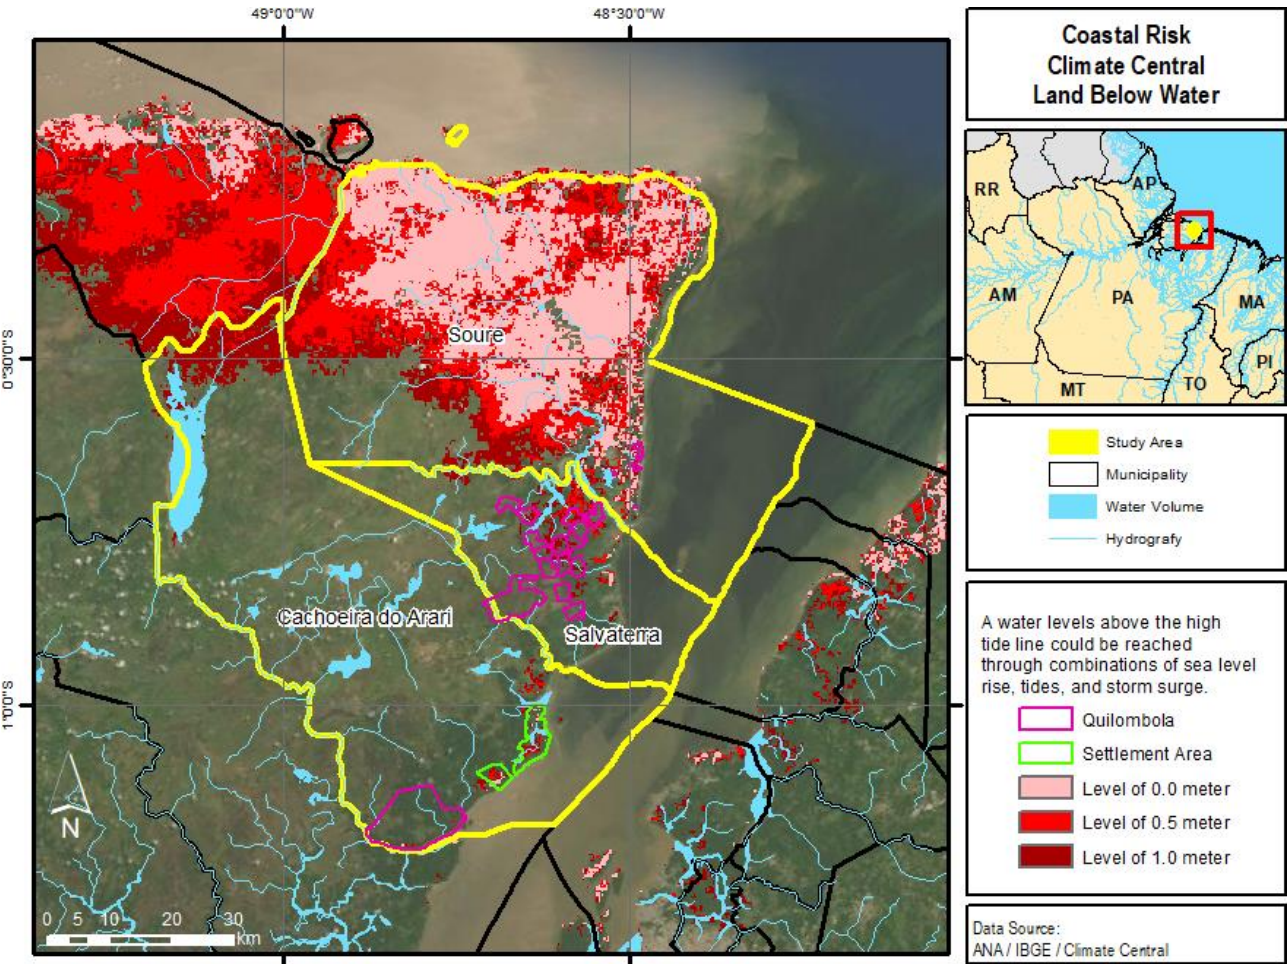 49°0'0"W
48°30'0"W
0°30'0"S
1°0'0"S
Soure
Cachoeira do Arari
Salvaterra
N
0 5 10 20 30
km
Coastal Risk
Climate Central
Land Below Water
RR
AP
AM
PA
MA
PI
MT
TO
Study Area
Municipality
Water Volume
Hydrografy
A water levels above the high
tide line could be reached
through combinations of sea level
rise, tides, and storm surge.
Quilombola
Settlement Area
Level of 0.0 meter
Level of 0.5 meter
Level of 1.0 meter
Data Source:
ANA / IBGE / Climate Central